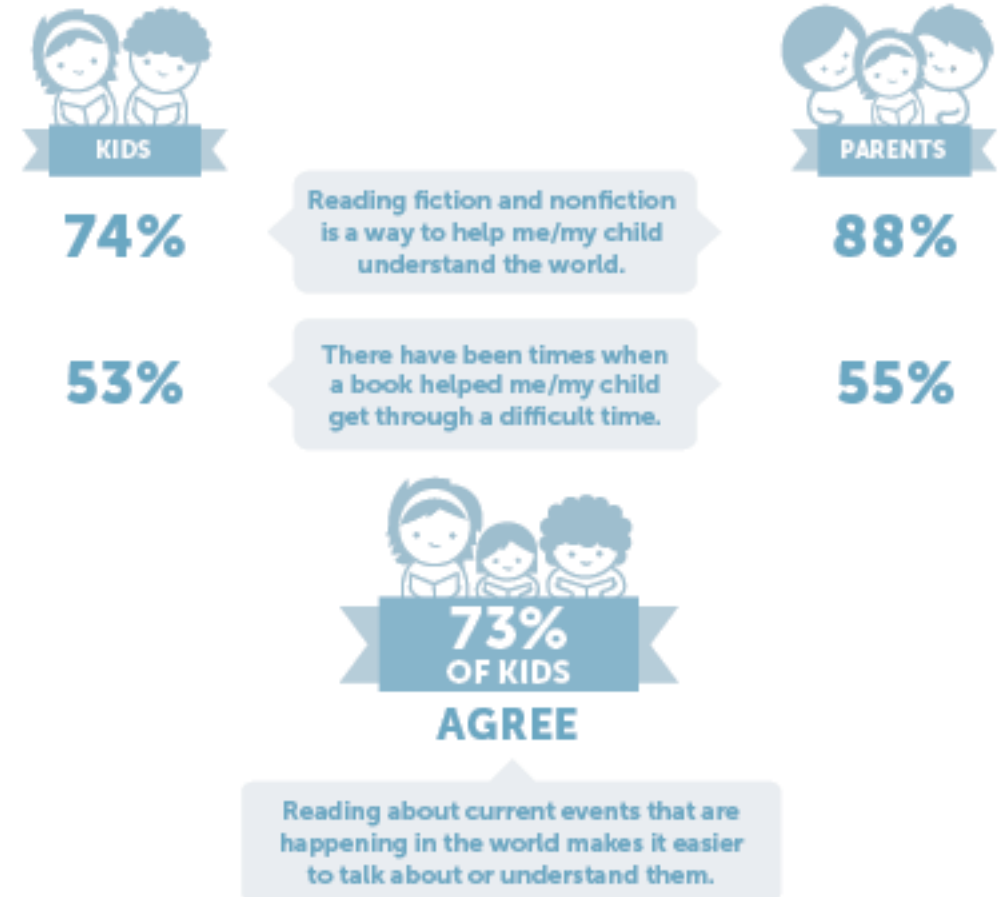 KIDS
PARENTS
74%
Reading fiction and nonfiction
is a way to help me/my child
understand the world.
88%
53%
There have been times when
a book helped me/my child
get through a difficult time.
55%
73%
OF KIDS
AGREE
Reading about current events that are
happening in the world makes it easier
to talk about or understand them.